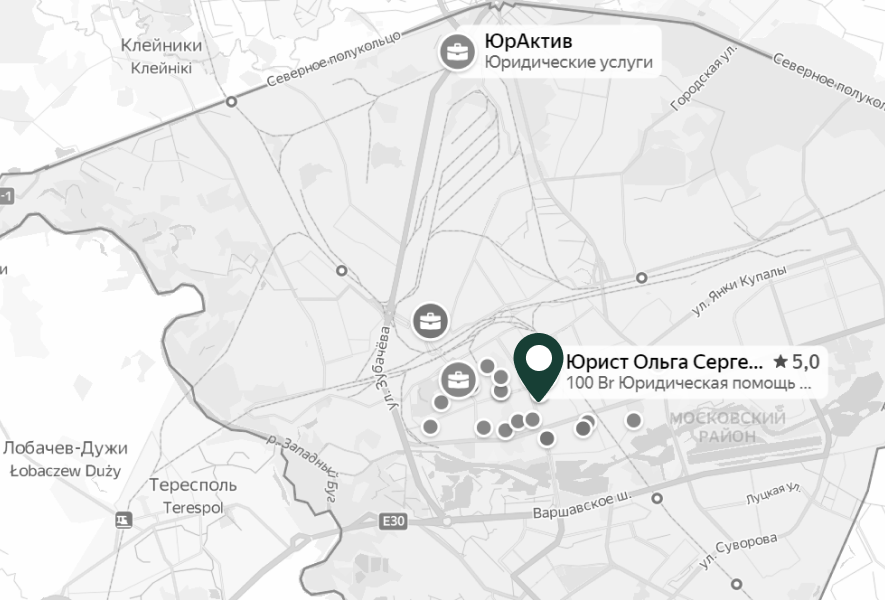 Клейники
Клейнікі
Северное полукольцо
ЮрАктив
Юридические услуги
Городская ул.
Северное полуколь
-1
и
ул. Янки Купалы
ул. Зубачёва
Юрист Ольга Серге... ★ 5,0
100 Br Юридическая помощь ...
МОСКОВСКИЙ
РАЙОН
Лобачев-Дужи
Łobaczew Duży
р. Западный Буг
Тересполь
Terespol
E30
Варшавское ш.
Луцкая ул.
ул. Суворова